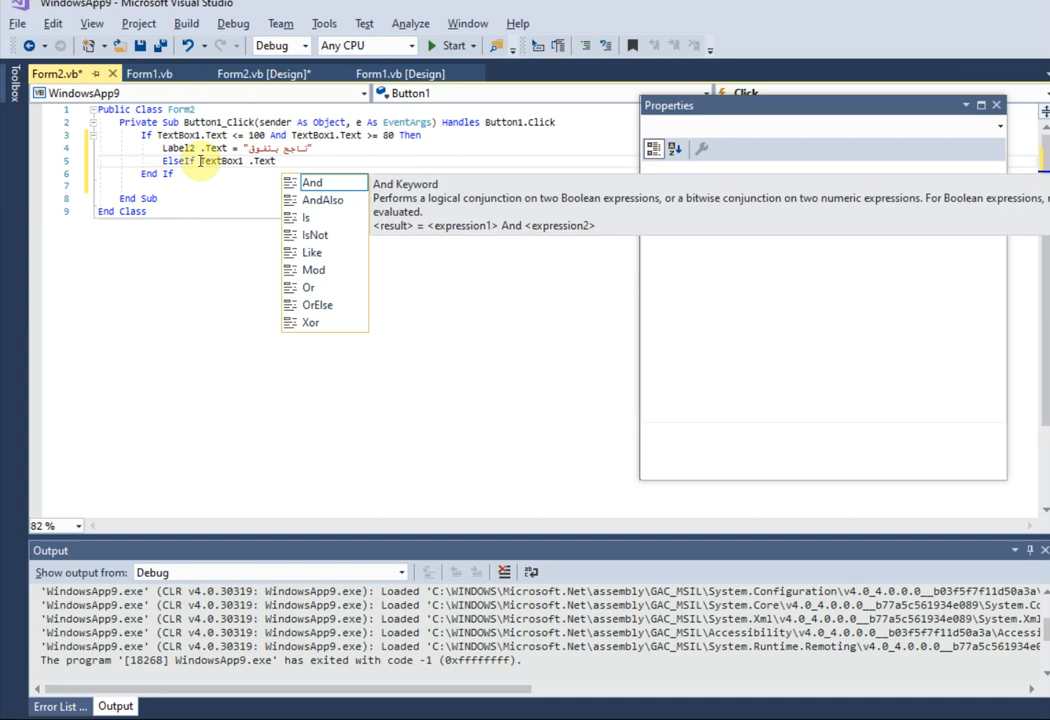 WindowsApp9 - Microsoft Visual Studio
File Edit View Project Build Debug Team Tools Test Analyze Window Help
Debug Any CPU Start
Toolbox
Form2.vb* Form1.vb Form2.vb [Design]* Form1.vb [Design]
WindowsApp9 Button1 Click
1 Public Class Form2
2 Private Sub Button1_Click(sender As Object, e As EventArgs) Handles Button1.Click
3 If TextBox1.Text <= 100 And TextBox1.Text >= 80 Then
4 Label2 .Text = "ناجح بتفوق"
5 ElseIf TextBox1 .Text
6 End If
7
8 End Sub
9 End Class
And
AndAlso
Is
IsNot
Like
Mod
Or
OrElse
Xor
And Keyword
Performs a logical conjunction on two Boolean expressions, or a bitwise conjunction on two numeric expressions. For Boolean expressions,
evaluated.
<result> = <expression1> And <expression2>
Properties
82 %
Output
Show output from: Debug
'WindowsApp9.exe' (CLR v4.0.30319: WindowsApp9.exe): Loaded 'C:\WINDOWS\Microsoft.Net\assembly\GAC_MSIL\System.Configuration\v4.0_4.0.0.0__b03f5f7f11d50a3a\
'WindowsApp9.exe' (CLR v4.0.30319: WindowsApp9.exe): Loaded 'C:\WINDOWS\Microsoft.Net\assembly\GAC_MSIL\System.Core\v4.0_4.0.0.0__b77a5c561934e089\System.Co
'WindowsApp9.exe' (CLR v4.0.30319: WindowsApp9.exe): Loaded 'C:\WINDOWS\Microsoft.Net\assembly\GAC_MSIL\System.Xml\v4.0_4.0.0.0__b77a5c561934e089\System.XML
'WindowsApp9.exe' (CLR v4.0.30319: WindowsApp9.exe): Loaded 'C:\WINDOWS\Microsoft.Net\assembly\GAC_MSIL\Accessibility\v4.0_4.0.0.0__b03f5f7f11d50a3a\Accessi
'WindowsApp9.exe' (CLR v4.0.30319: WindowsApp9.exe): Loaded 'C:\WINDOWS\Microsoft.Net\assembly\GAC_MSIL\System.Runtime.Remoting\v4.0_4.0.0.0__b77a5c561934e0
The program '[18268] WindowsApp9.exe' has exited with code -1 (0xffffffff).
Error List ... Output